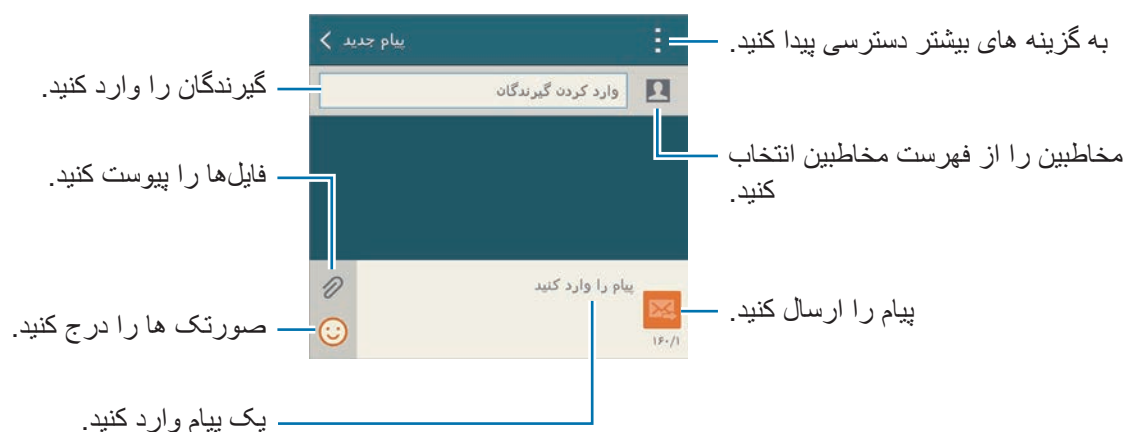 به گزینه های بیشتر دسترسی پیدا کنید.
پیام جدید
گیرندگان را وارد کنید.
وارد کردن گیرندگان
مخاطبین را از فهرست مخاطبین انتخاب
کنید.
فایل‌ها را پیوست کنید.
پیام را وارد کنید
پیام را ارسال کنید.
۱۶۰/۱
صورتک ها را درج کنید.
یک پیام وارد کنید.